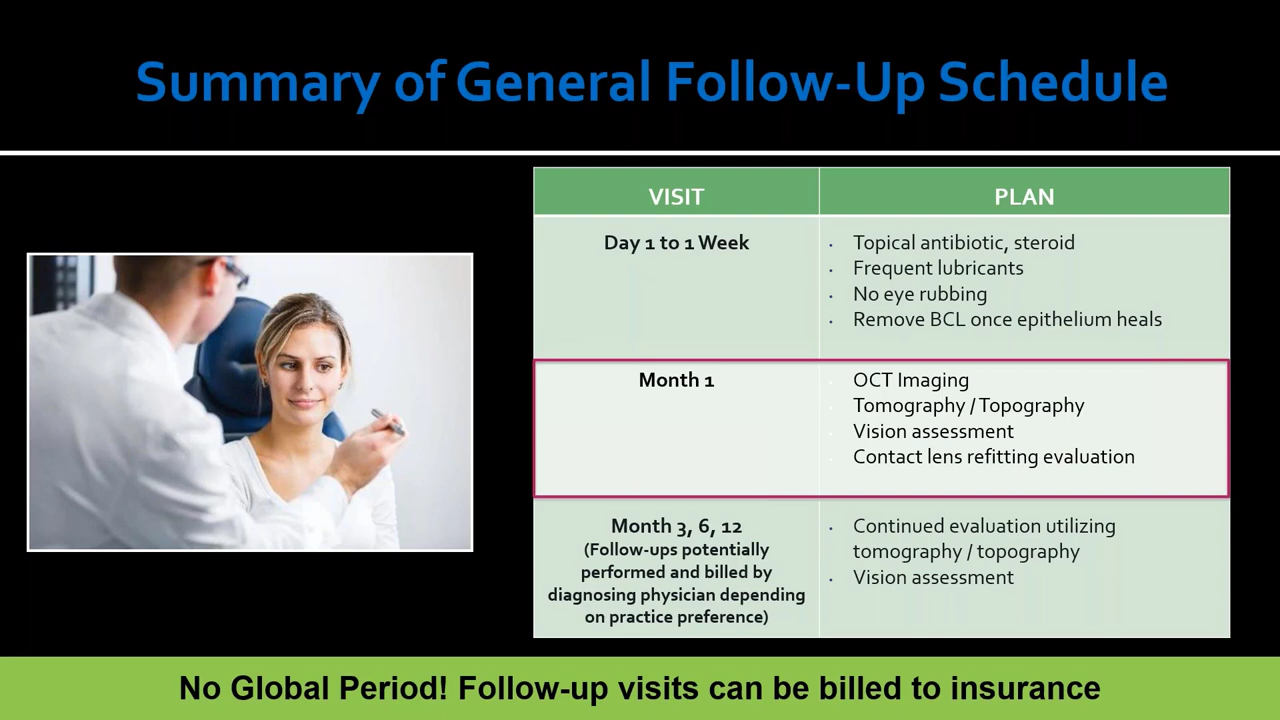 Summary of General Follow-Up Schedule
VISIT
PLAN
Day 1 to 1 Week
• Topical antibiotic, steroid
• Frequent lubricants
• No eye rubbing
• Remove BCL once epithelium heals
Month 1
OCT Imaging
Tomography / Topography
Vision assessment
Contact lens refitting evaluation
Month 3, 6, 12
(Follow-ups potentially
performed and billed by
diagnosing physician depending
on practice preference)
• Continued evaluation utilizing
tomography / topography
• Vision assessment
No Global Period! Follow-up visits can be billed to insurance